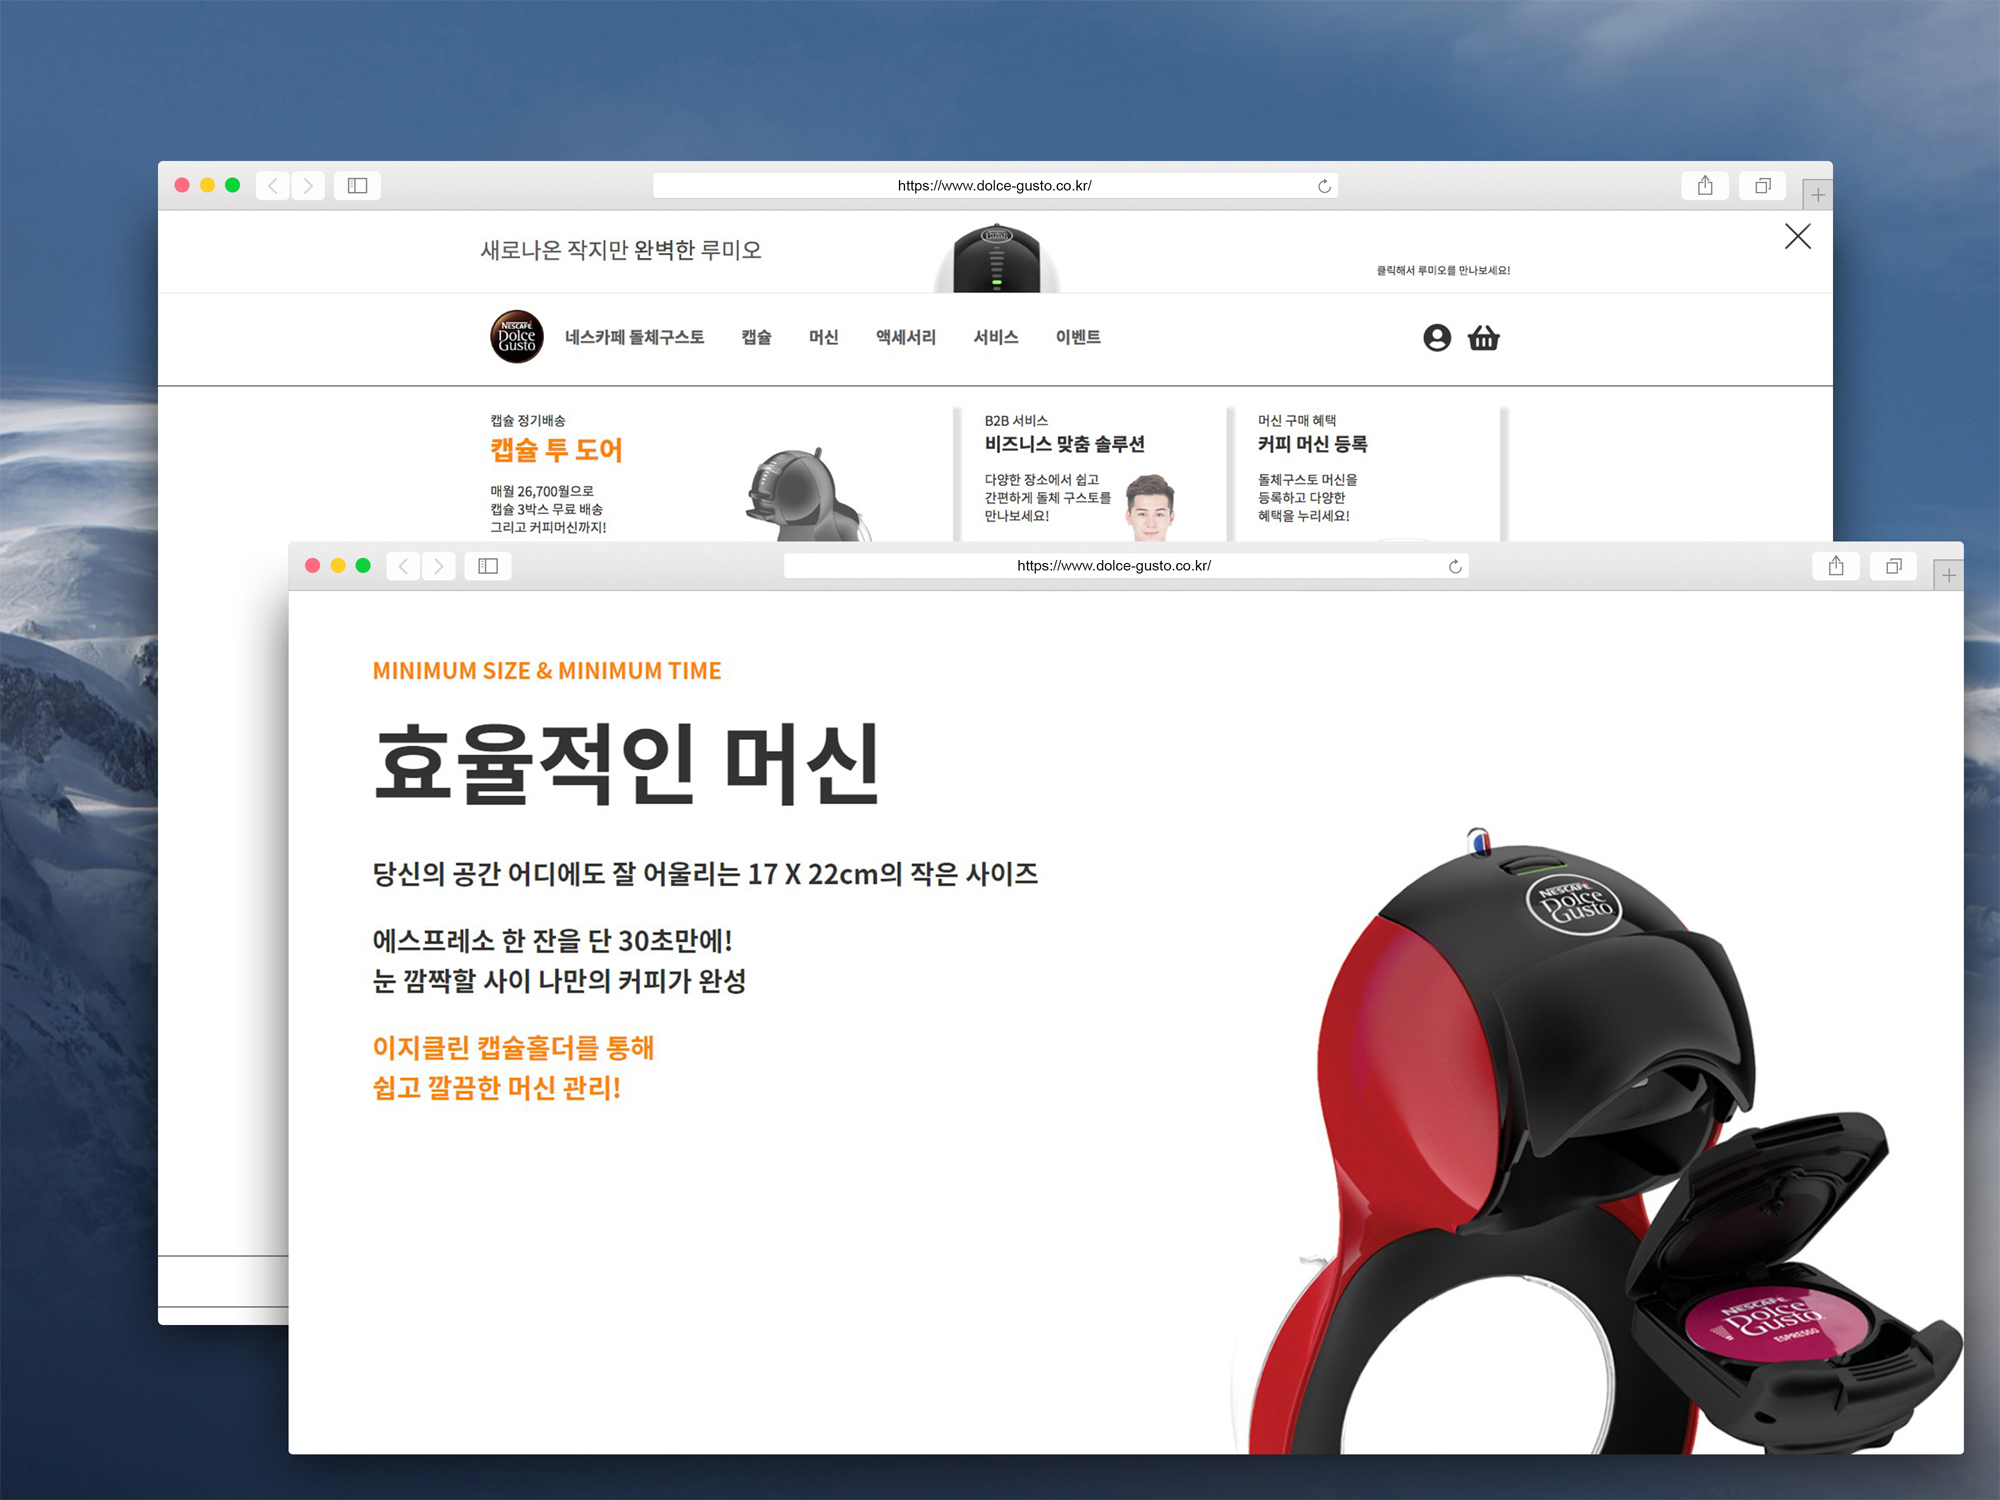 https://www.dolce-gusto.co.kr/
새로나온 작지만 완벽한 루미오
클릭해서 루미오를 만나보세요!
NESCAFÉ
Dolce
Gusto
네스카페 돌체구스토 캡슐 머신 액세서리 서비스 이벤트
캡슐 정기배송
캡슐 투 도어
매월 26,700월으로
캡슐 3박스 무료 배송
그리고 커피머신까지!
B2B 서비스
비즈니스 맞춤 솔루션
다양한 장소에서 쉽고
간편하게 돌체 구스토를
만나보세요!
머신 구매 혜택
커피 머신 등록
돌체구스토 머신을
등록하고 다양한
혜택을 누리세요!
https://www.dolce-gusto.co.kr/
MINIMUM SIZE & MINIMUM TIME
효율적인 머신
당신의 공간 어디에도 잘 어울리는 17 X 22cm의 작은 사이즈
에스프레소 한 잔을 단 30초만에!
눈 깜짝할 사이 나만의 커피가 완성
이지클린 캡슐홀더를 통해
쉽고 깔끔한 머신 관리!
NESCAFÉ
Dolce
Gusto
NESCAFÉ
Dolce
Gusto
ESPRESSO